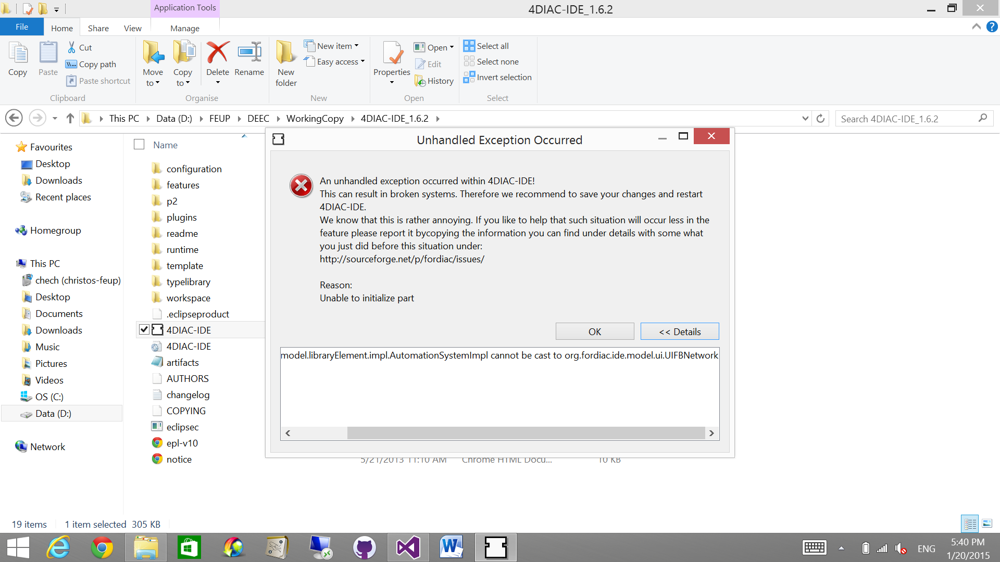 Application Tools
4DIAC-IDE_1.6.2
File
Home
Share
View
Manage
Copy
Paste
Cut
Copy path
Paste shortcut
Clipboard
Move to
Copy to
Delete
Rename
Organise
New folder
New item
Easy access
New
Properties
Open
Edit
History
Open
Select all
Select none
Invert selection
Select
This PC
Data (D:)
FEUP
DEEC
WorkingCopy
4DIAC-IDE_1.6.2
Search 4DIAC-IDE_1.6.2
Favourites
Desktop
Downloads
Recent places
Homegroup
This PC
chech (christos-feup)
Desktop
Documents
Downloads
Music
Pictures
Videos
OS (C:)
Data (D:)
Network
Name
configuration
features
p2
plugins
readme
runtime
template
typelibrary
workspace
.eclipseproduct
4DIAC-IDE
4DIAC-IDE
artifacts
AUTHORS
changelog
COPYING
eclipsec
epl-v10
notice
5/21/2013 11:10 AM
Chrome HTML Docu...
10 KB
Unhandled Exception Occurred
An unhandled exception occurred within 4DIAC-IDE!
This can result in broken systems. Therefore we recommend to save your changes and restart
4DIAC-IDE.
We know that this is rather annoying. If you like to help that such situation will occur less in the
feature please report it bycopying the information you can find under details with some what
you just did before this situation under:
http://sourceforge.net/p/fordiac/issues/
Reason:
Unable to initialize part
OK
<< Details
model.libraryElement.impl.AutomationSystemImpl cannot be cast to org.fordiac.ide.model.ui.UIFBNetwork
19 items
1 item selected
305 KB
ENG
5:40 PM
1/20/2015